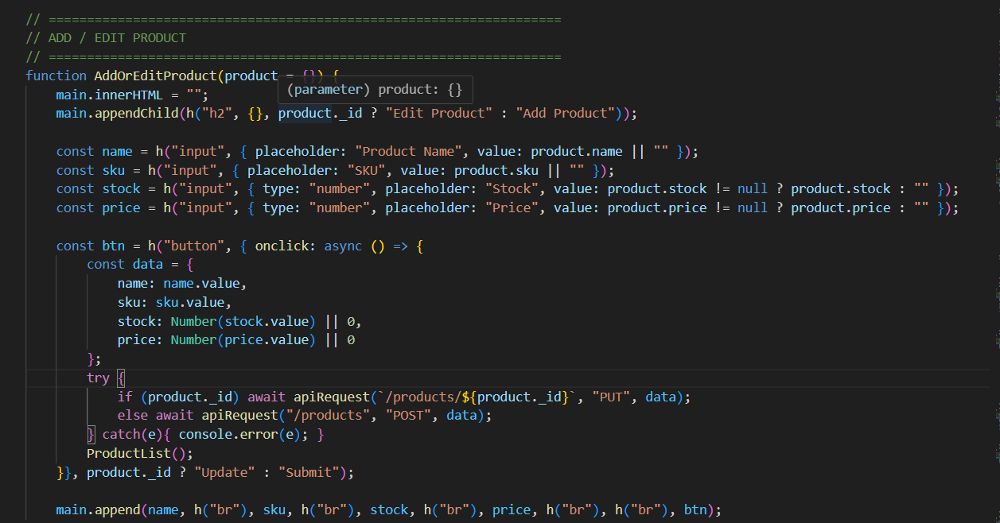 // ===================================================================
// ADD / EDIT PRODUCT
// ===================================================================
function AddOrEditProduct(product = {}) {
    main.innerHTML = "";
(parameter) product: {}
    main.appendChild(h("h2", {}, product._id ? "Edit Product" : "Add Product"));

    const name = h("input", { placeholder: "Product Name", value: product.name || "" });
    const sku = h("input", { placeholder: "SKU", value: product.sku || "" });
    const stock = h("input", { type: "number", placeholder: "Stock", value: product.stock != null ? product.stock : "" });
    const price = h("input", { type: "number", placeholder: "Price", value: product.price != null ? product.price : "" });

    const btn = h("button", { onclick: async () => {
        const data = {
            name: name.value,
            sku: sku.value,
            stock: Number(stock.value) || 0,
            price: Number(price.value) || 0
        };
        try {
            if (product._id) await apiRequest(`/products/${product._id}`, "PUT", data);
            else await apiRequest("/products", "POST", data);
        } catch(e){ console.error(e); }
        ProductList();
    }}, product._id ? "Update" : "Submit");

    main.append(name, h("br"), sku, h("br"), stock, h("br"), price, h("br"), h("br"), btn);